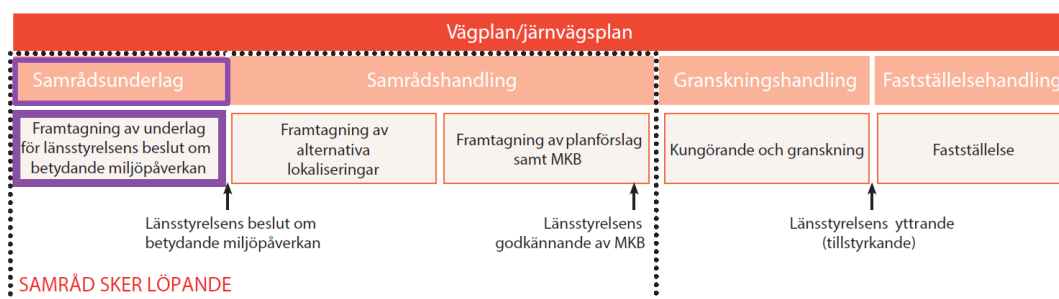 Vägplan/järnvägsplan
Samrådsunderlag
Samrådshandling
Granskningshandling
Fastställelsehandling
Framtagning av underlag
för länsstyrelsens beslut om
betydande miljöpåverkan
Framtagning av
alternativa
lokaliseringar
Framtagning av planförslag
samt MKB
Kungörande och granskning
Fastställelse
Länsstyrelsens beslut om
betydande miljöpåverkan
Länsstyrelsens
godkännande av MKB
Länsstyrelsens yttrande
(tillstyrkande)
SAMRÅD SKER LÖPANDE